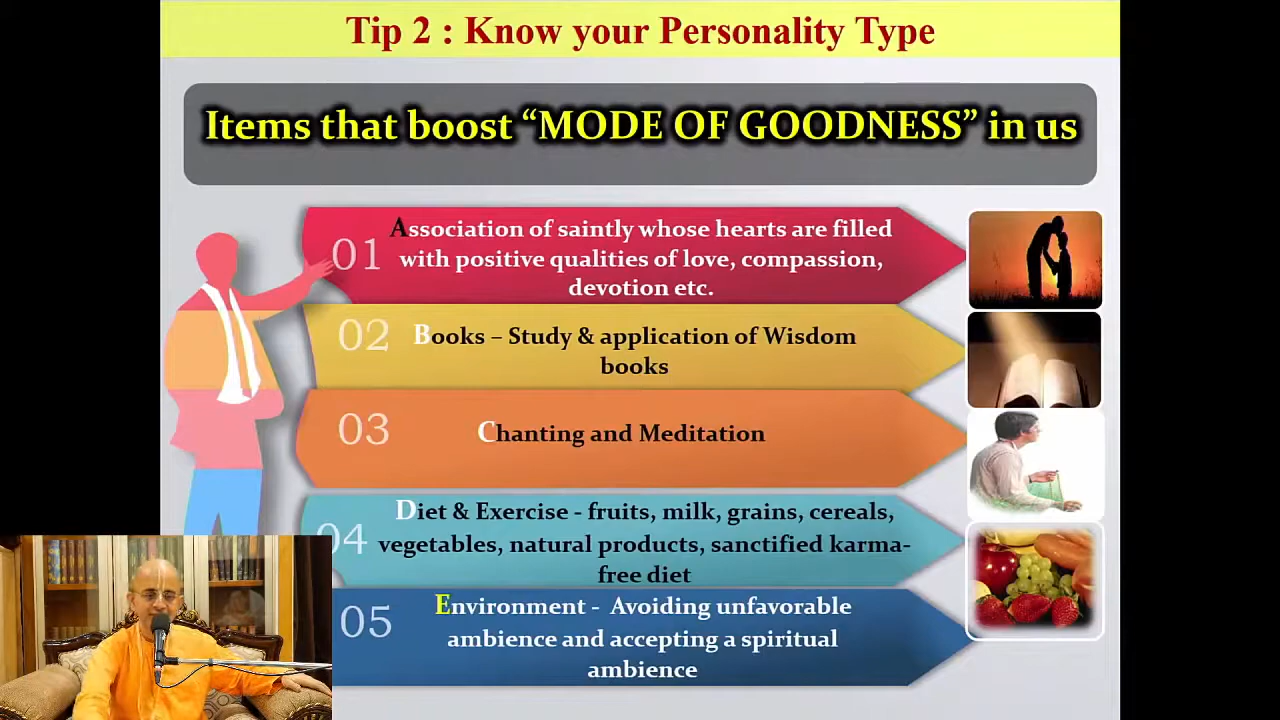 Tip 2 : Know your Personality Type
Items that boost “MODE OF GOODNESS” in us
01
Association of saintly whose hearts are filled
with positive qualities of love, compassion,
devotion etc.
02
Books – Study & application of Wisdom
books
03
Chanting and Meditation
04
Diet & Exercise - fruits, milk, grains, cereals,
vegetables, natural products, sanctified karma-
free diet
05
Environment - Avoiding unfavorable
ambience and accepting a spiritual
ambience